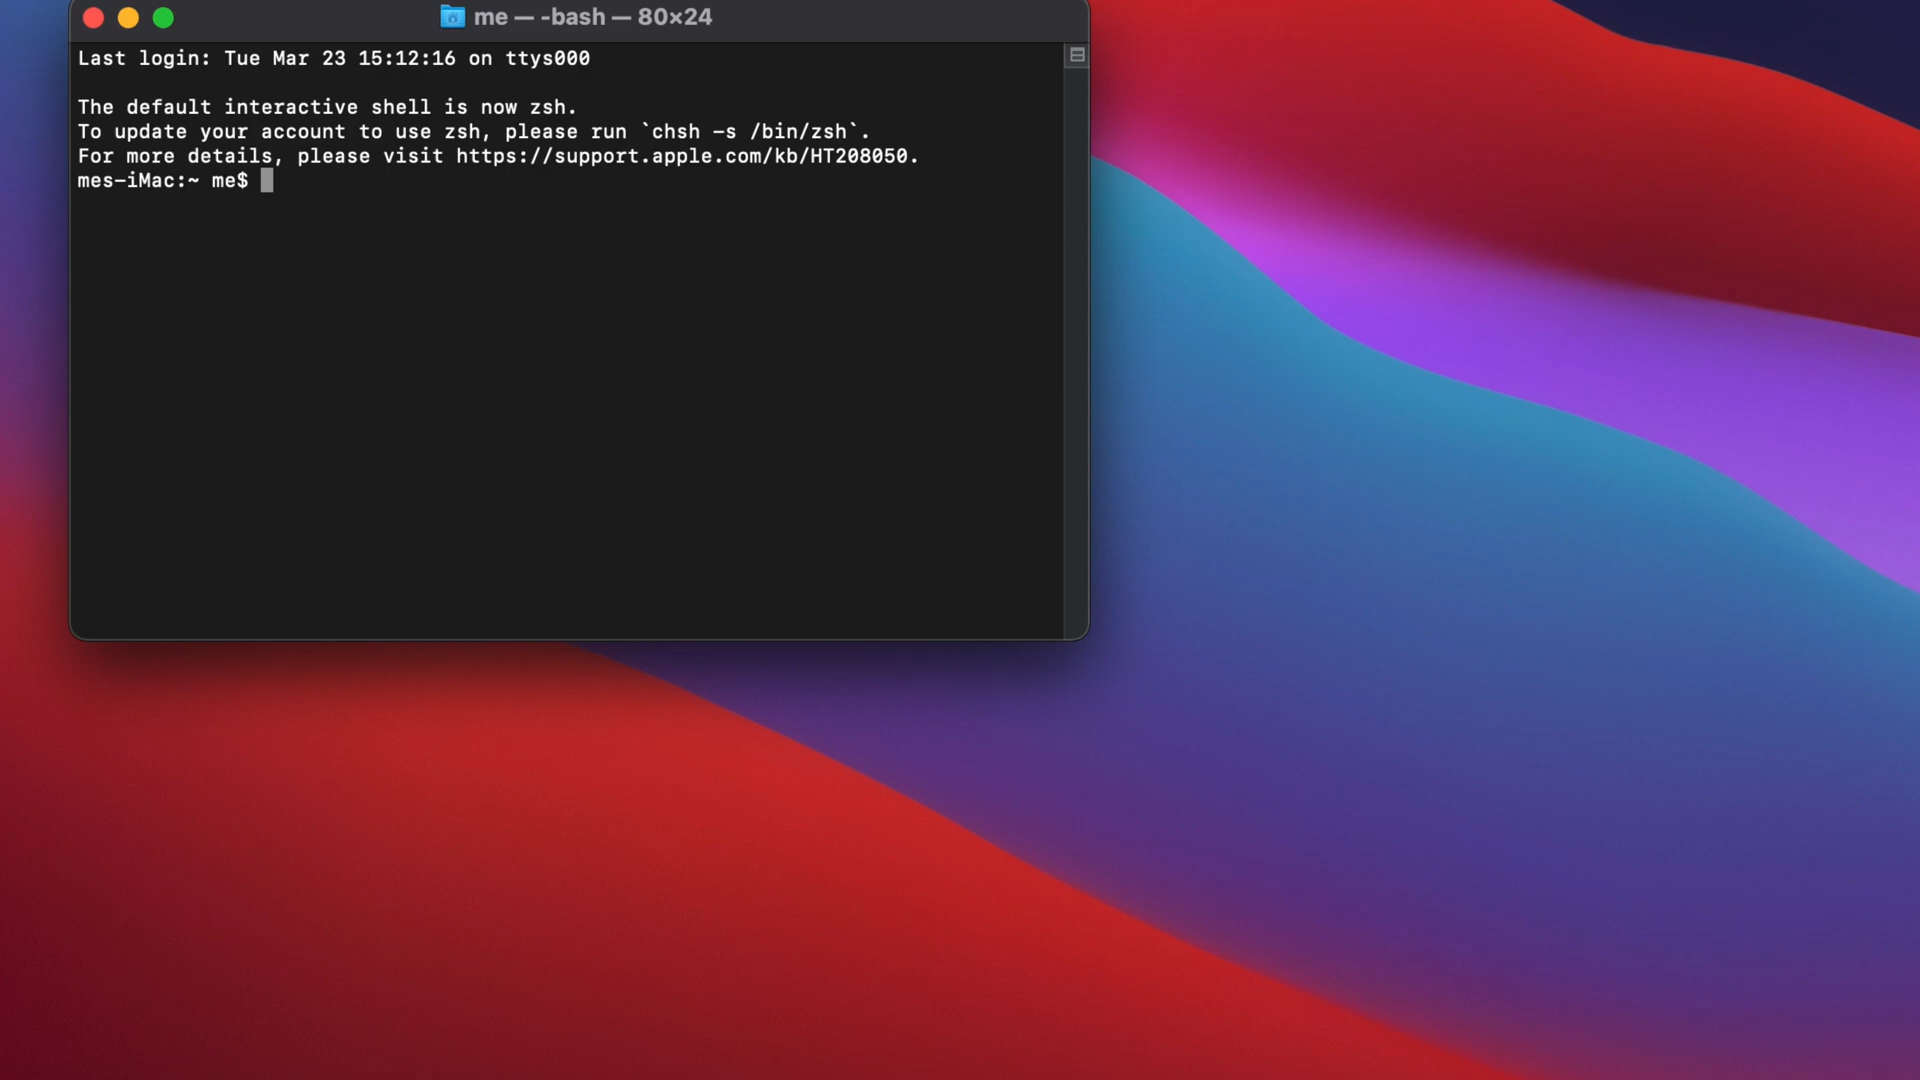 me — -bash — 80×24
Last login: Tue Mar 23 15:12:16 on ttys000
The default interactive shell is now zsh.
To update your account to use zsh, please run `chsh -s /bin/zsh`.
For more details, please visit https://support.apple.com/kb/HT208050.
mes-iMac:~ me$